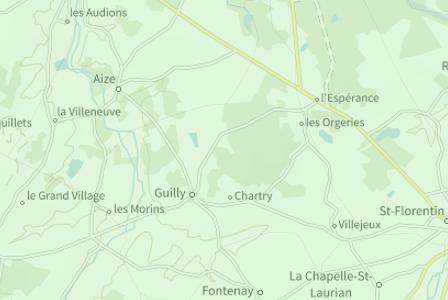 les Audions
Aize
l'Espérance
la Villeneuve
les Orgeries
uillets
le Grand Village
Guilly
Chartry
les Morins
St-Florentin
Villejeux
La Chapelle-St-
Laurian
Fontenay